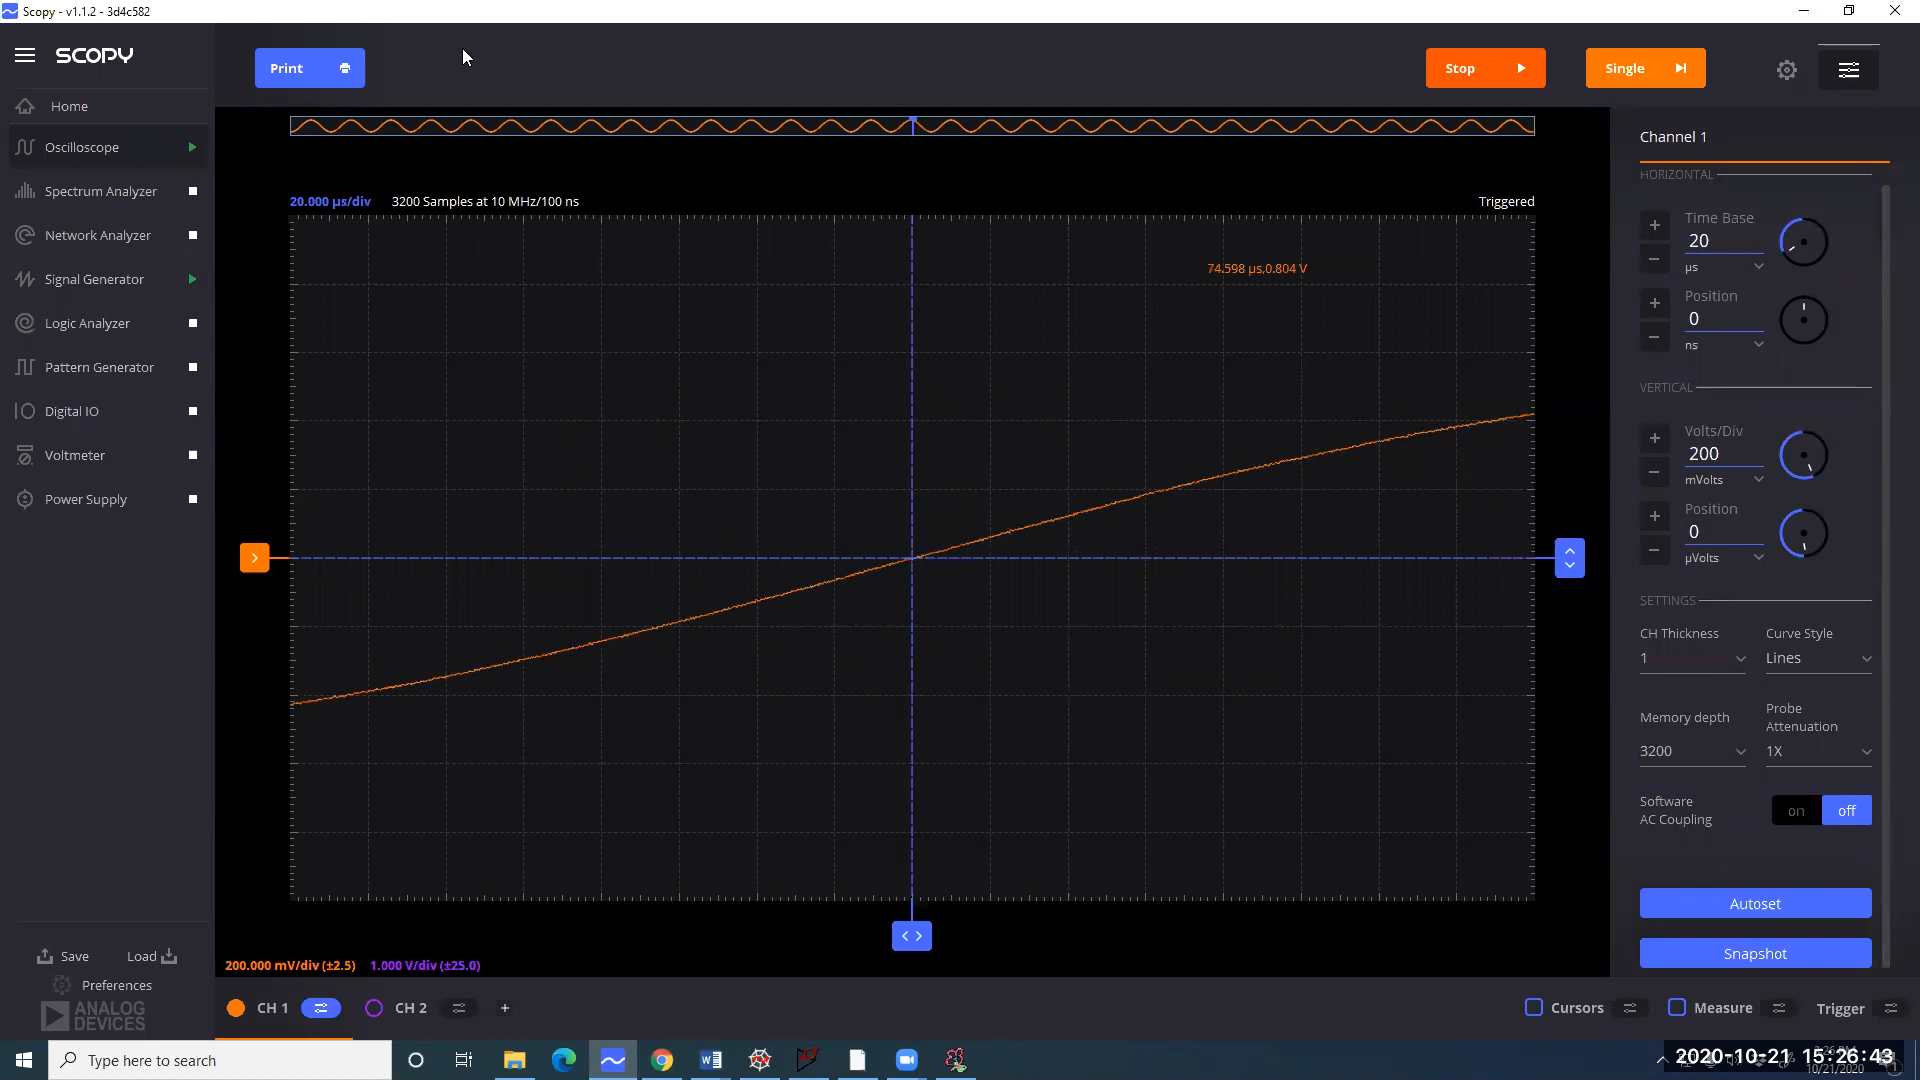 Scopy - v1.1.2 - 3d4c582
SCOPY
Print
Stop
Single
Home
Oscilloscope
Spectrum Analyzer
Network Analyzer
Signal Generator
Logic Analyzer
Pattern Generator
Digital IO
Voltmeter
Power Supply
Save
Load
Preferences
ANALOG
DEVICES
20.000 µs/div
3200 Samples at 10 MHz/100 ns
Triggered
74.598 µs,0.804 V
200.000 mV/div (±2.5)
1.000 V/div (±25.0)
CH 1
CH 2
+
Cursors
Measure
Trigger
Channel 1
HORIZONTAL
+
Time Base
20
-
µs
+
Position
0
-
ns
VERTICAL
+
Volts/Div
200
-
mVolts
+
Position
0
-
µVolts
SETTINGS
CH Thickness
1
Curve Style
Lines
Memory depth
3200
Probe
Attenuation
1X
Software
AC Coupling
on
off
Autoset
Snapshot
Type here to search
2020-10-21 15:26:43
10/21/2020